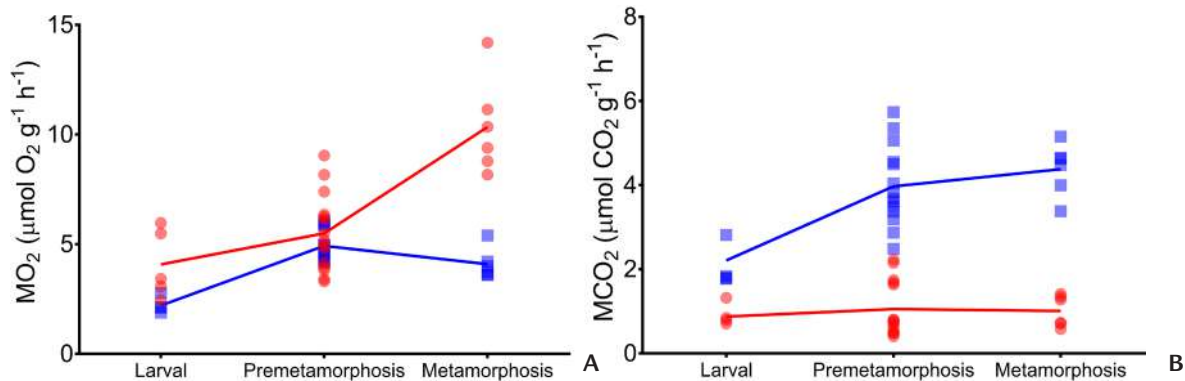 15
10
5
0
MO₂ (μmol O₂ g⁻¹ h⁻¹)
Larval Premetamorphosis Metamorphosis
A
8
6
4
2
0
MCO₂ (μmol CO₂ g⁻¹ h⁻¹)
Larval Premetamorphosis Metamorphosis
B